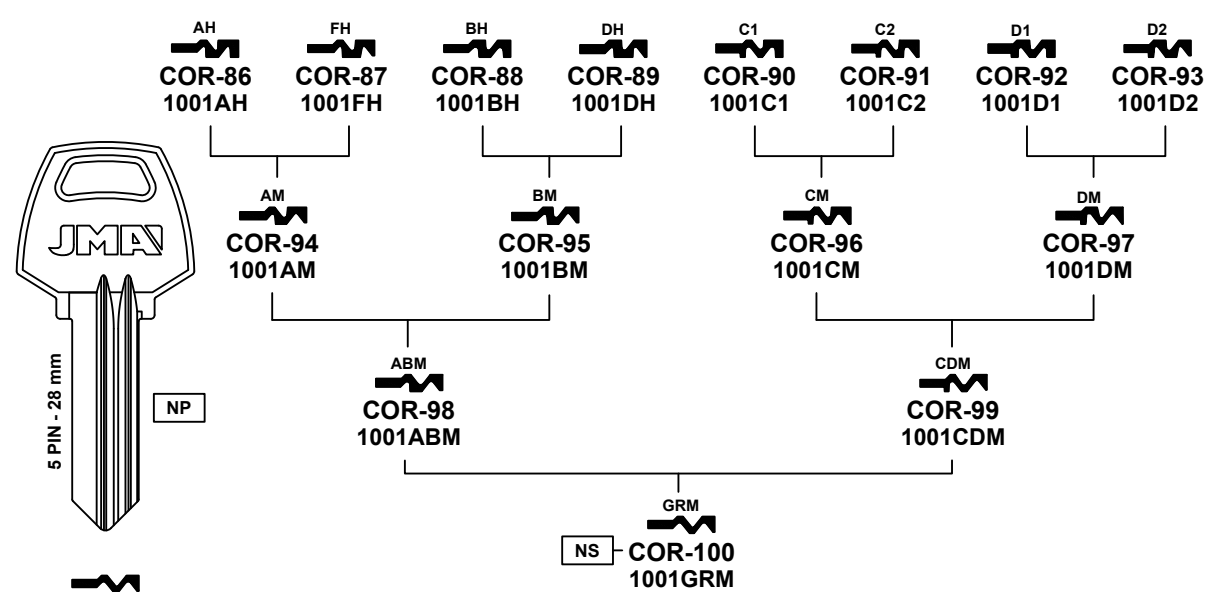 AH FH BH DH C1 C2 D1 D2
COR-86 COR-87 COR-88 COR-89 COR-90 COR-91 COR-92 COR-93
1001AH 1001FH 1001BH 1001DH 1001C1 1001C2 1001D1 1001D2
AM BM CM DM
COR-94 COR-95 COR-96 COR-97
1001AM 1001BM 1001CM 1001DM
JMA
5 PIN - 28 mm
NP
ABM CDM
COR-98 COR-99
1001ABM 1001CDM
GRM
NS COR-100
1001GRM